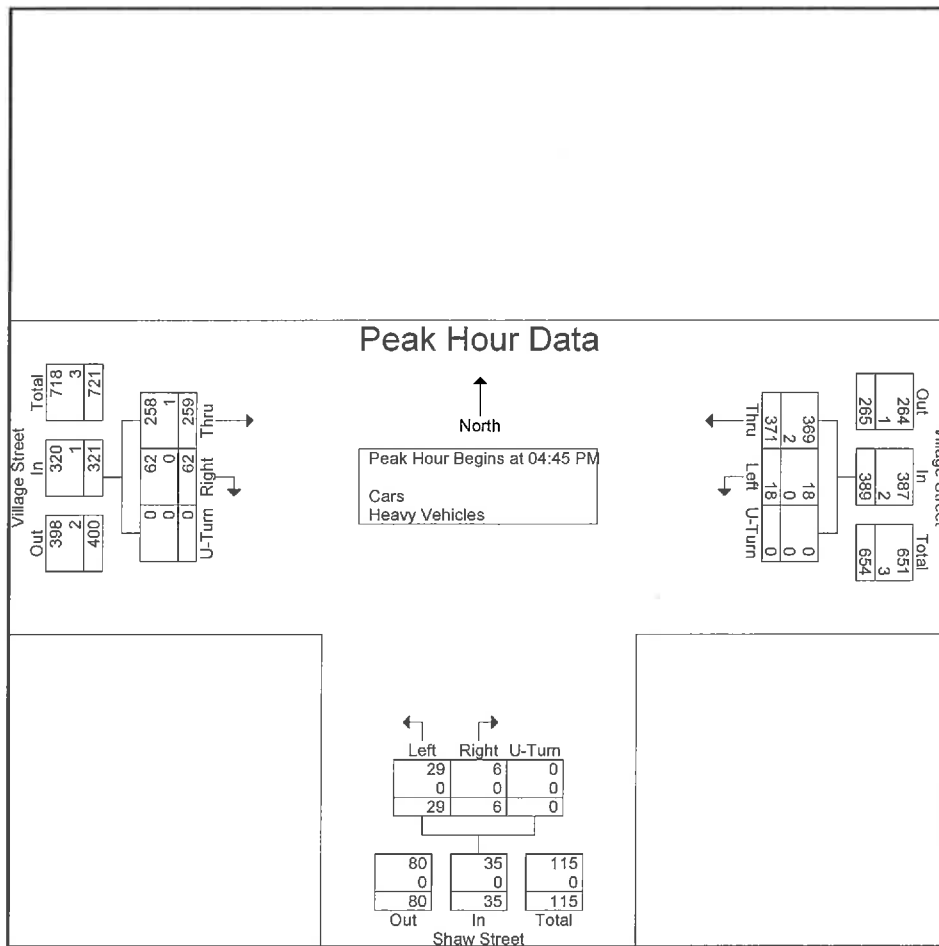 Peak Hour Data
North
Peak Hour Begins at 04:45 PM
Cars
Heavy Vehicles
Village Street
Total
718
3
721
In
320
1
321
Out
398
2
400
Thru
258
1
259
Right
62
0
62
U-Turn
0
0
0
Village Street
Out
264
1
265
In
387
2
389
Total
651
3
654
Thru
369
2
371
Left
18
0
18
U-Turn
0
0
0
Left Right U-Turn
29 6 0
0 0 0
29 6 0
80 35 115
0 0 0
80 35 115
Out In Total
Shaw Street